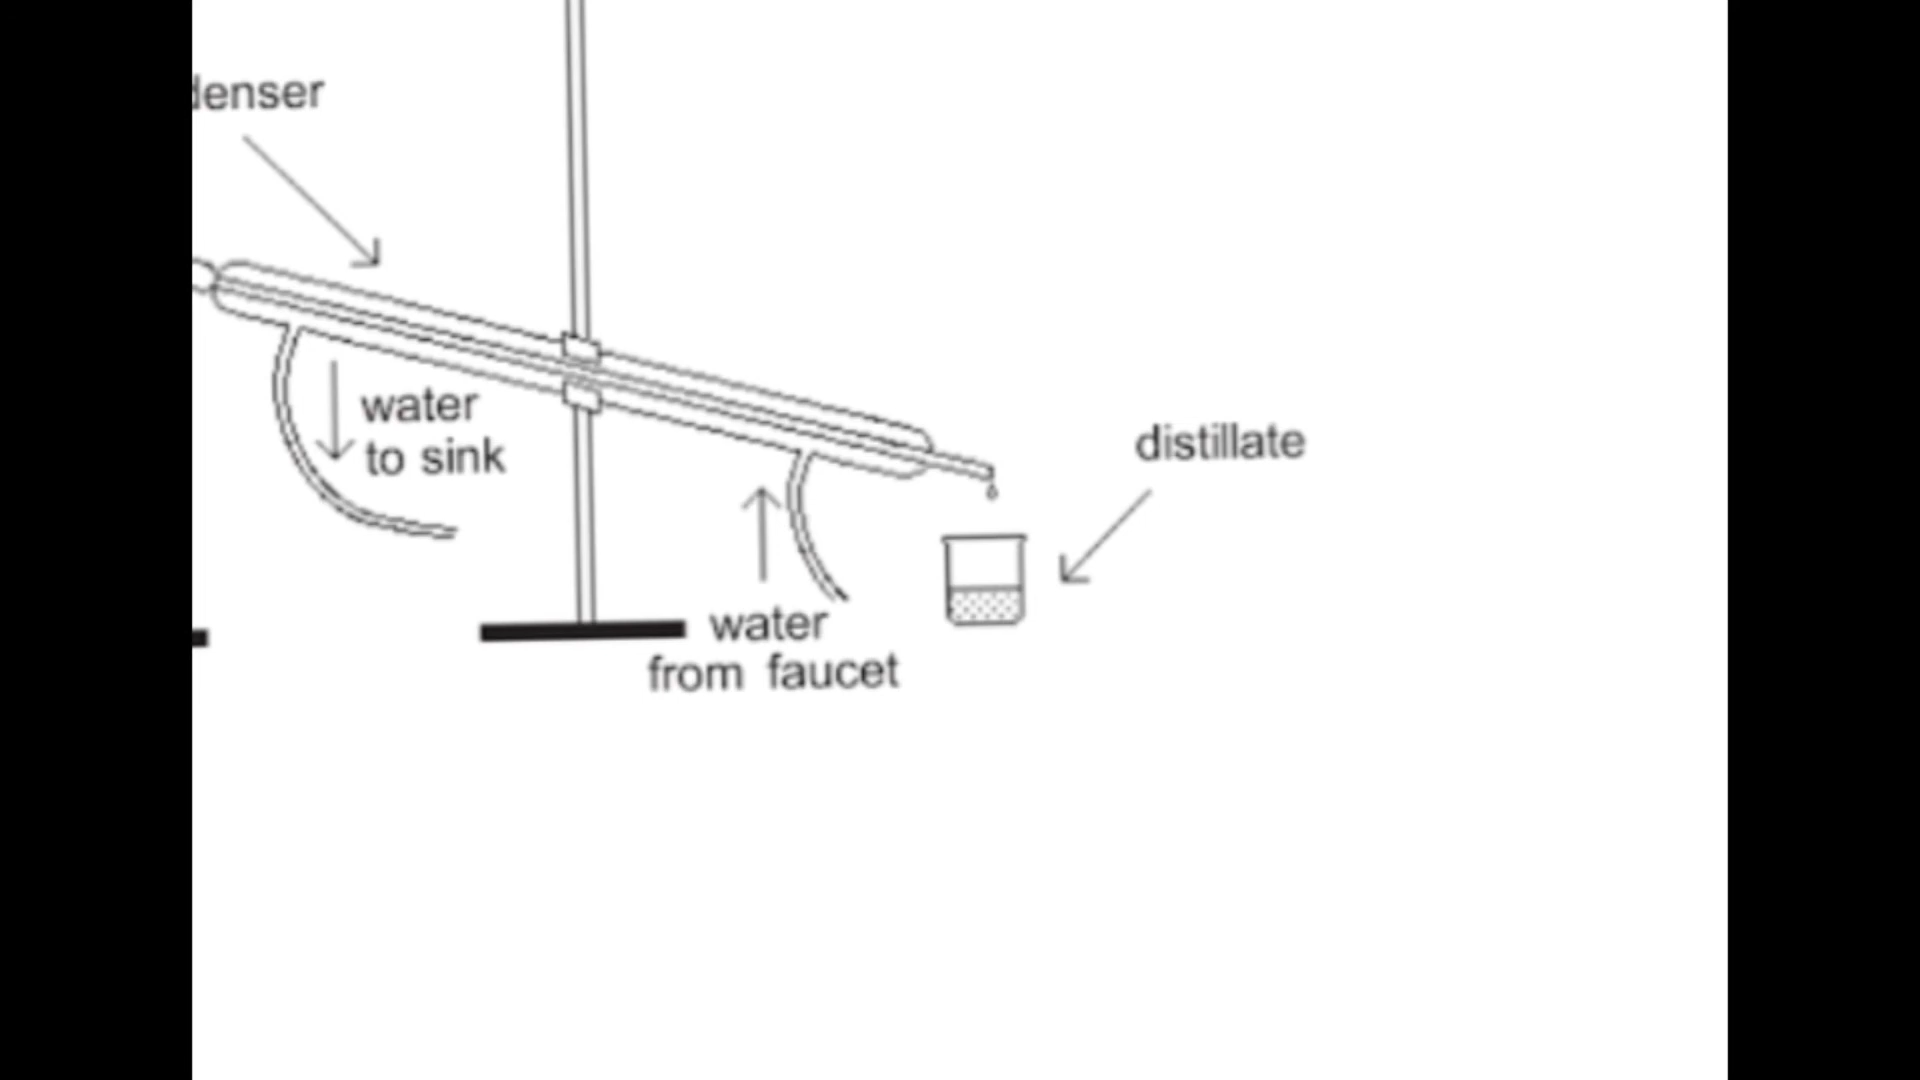 denser
water
to sink
distillate
water
from faucet